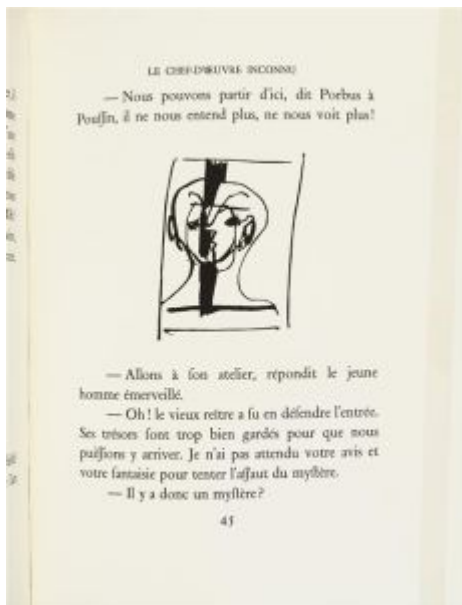 LE CHEF-D'ŒUVRE INCONNU
— Nous pouvons partir d'ici, dit Porbus à
Pouſſin, il ne nous entend plus, ne nous voit plus!
— Allons à ſon atelier, répondit le jeune
homme émerveillé.
— Oh! le vieux reître a ſu en défendre l'entrée.
Ses tréſors ſont trop bien gardés pour que nous
puiſſions y arriver. Je n'ai pas attendu votre avis et
votre fantaisie pour tenter l'aſſaut du myſtère.
— Il y a donc un myſtère?
45